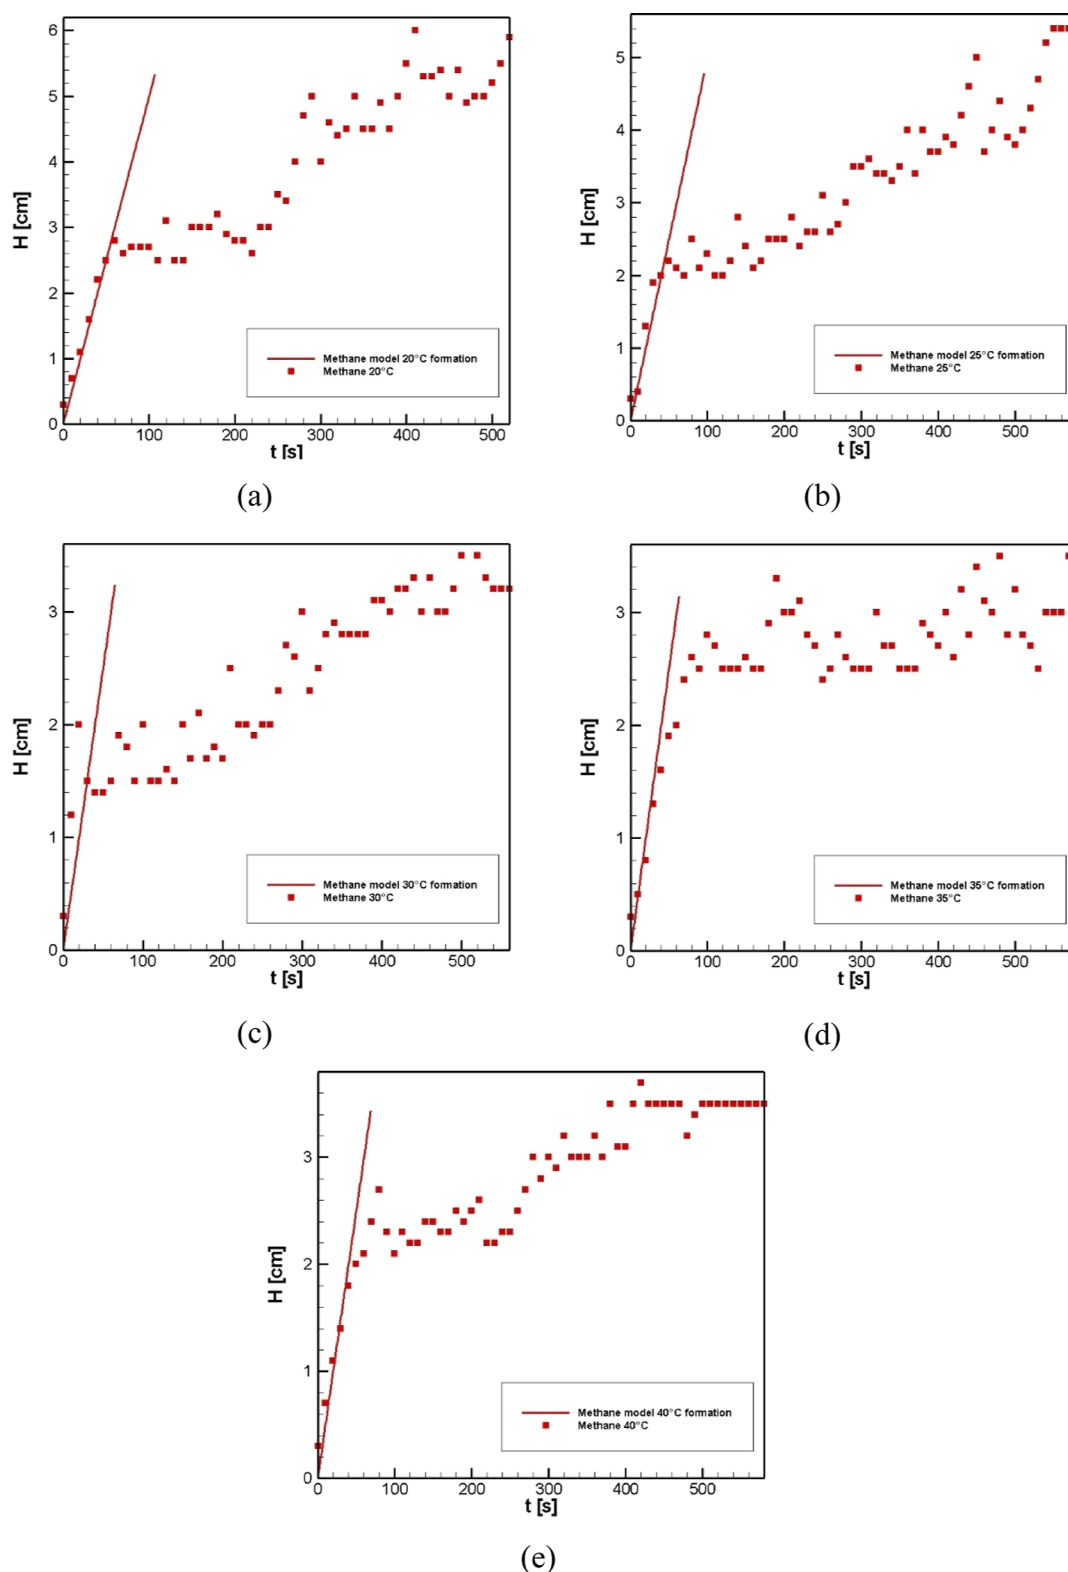 6
5
4
3
2
1
0
H [cm]
0 100 200 300 400 500
t [s]
Methane model 20°C formation
Methane 20°C
(a)
5
4
3
2
1
0
H [cm]
0 100 200 300 400 500
t [s]
Methane model 25°C formation
Methane 25°C
(b)
3
2
1
0
H [cm]
0 100 200 300 400 500
t [s]
Methane model 30°C formation
Methane 30°C
(c)
3
2
1
0
H [cm]
0 100 200 300 400 500
t [s]
Methane model 35°C formation
Methane 35°C
(d)
3
2
1
0
H [cm]
0 100 200 300 400 500
t [s]
Methane model 40°C formation
Methane 40°C
(e)